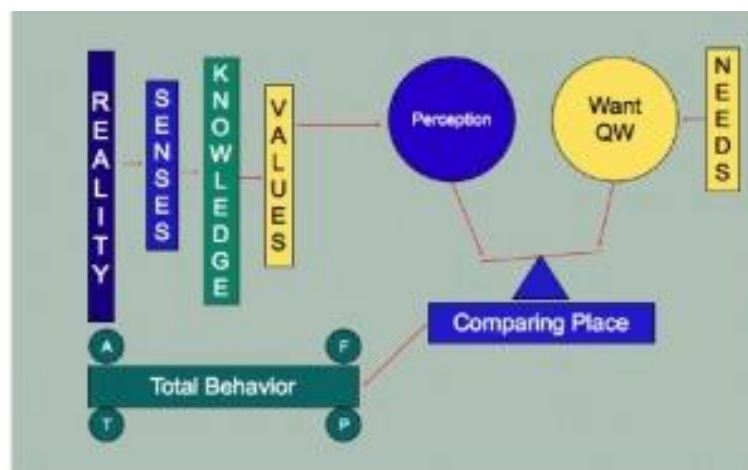 REALITY
SENSES
KNOWLEDGE
VALUES
Perception
Want
QW
NEEDS
Comparing Place
A
F
Total Behavior
T
P